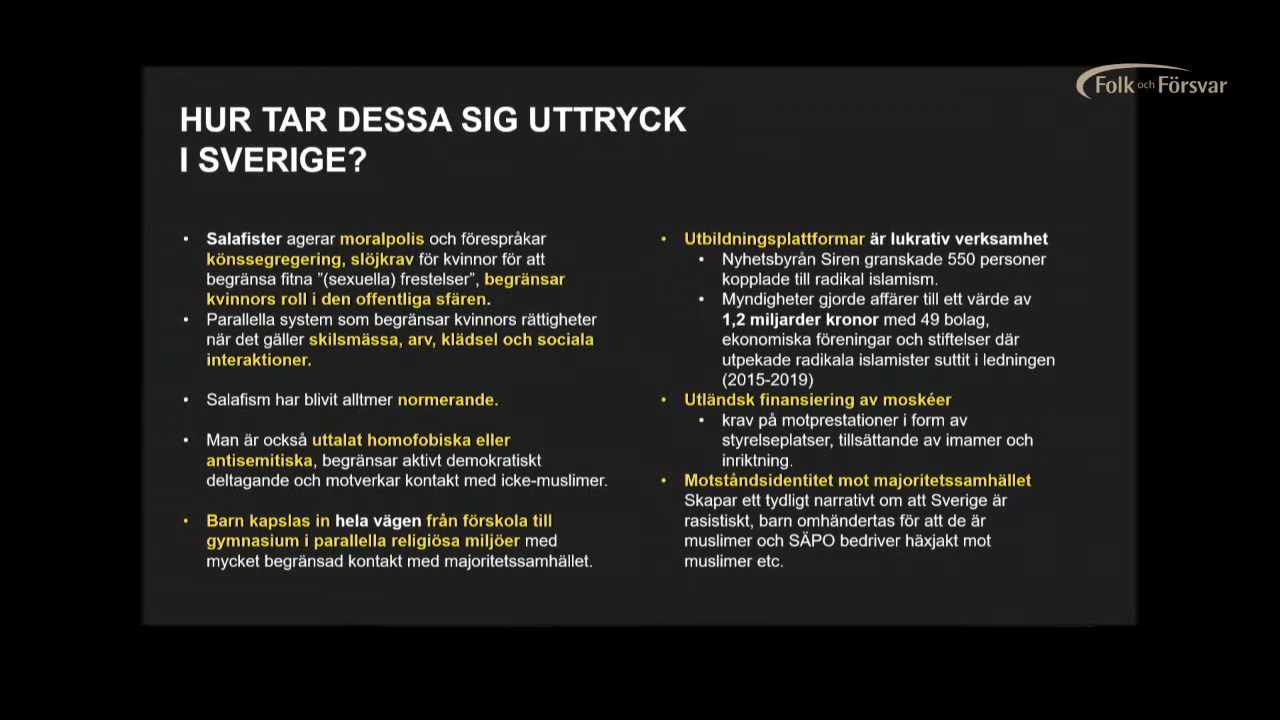 Folk och Försvar
HUR TAR DESSA SIG UTTRYCK
I SVERIGE?
• Salafister agerar moralpolis och förespråkar
könssegregering, slöjkrav för kvinnor för att
begränsa fitna ”(sexuella) frestelser”, begränsar
kvinnors roll i den offentliga sfären.
• Parallella system som begränsar kvinnors rättigheter
när det gäller skilsmässa, arv, klädsel och sociala
interaktioner.
• Salafism har blivit alltmer normerande.
• Man är också uttalat homofobiska eller
antisemitiska, begränsar aktivt demokratiskt
deltagande och motverkar kontakt med icke-muslimer.
• Barn kapslas in hela vägen från förskola till
gymnasium i parallella religiösa miljöer med
mycket begränsad kontakt med majoritetssamhället.
• Utbildningsplattformar är lukrativ verksamhet
• Nyhetsbyrån Siren granskade 550 personer
kopplade till radikal islamism.
• Myndigheter gjorde affärer till ett värde av
1,2 miljarder kronor med 49 bolag,
ekonomiska föreningar och stiftelser där
utpekade radikala islamister suttit i ledningen
(2015-2019)
• Utländsk finansiering av moskéer
• krav på motprestationer i form av
styrelseplatser, tillsättande av imamer och
inriktning.
• Motståndsidentitet mot majoritetssamhället
Skapar ett tydligt narrativt om att Sverige är
rasistiskt, barn omhändertas för att de är
muslimer och SÄPO bedriver häxjakt mot
muslimer etc.